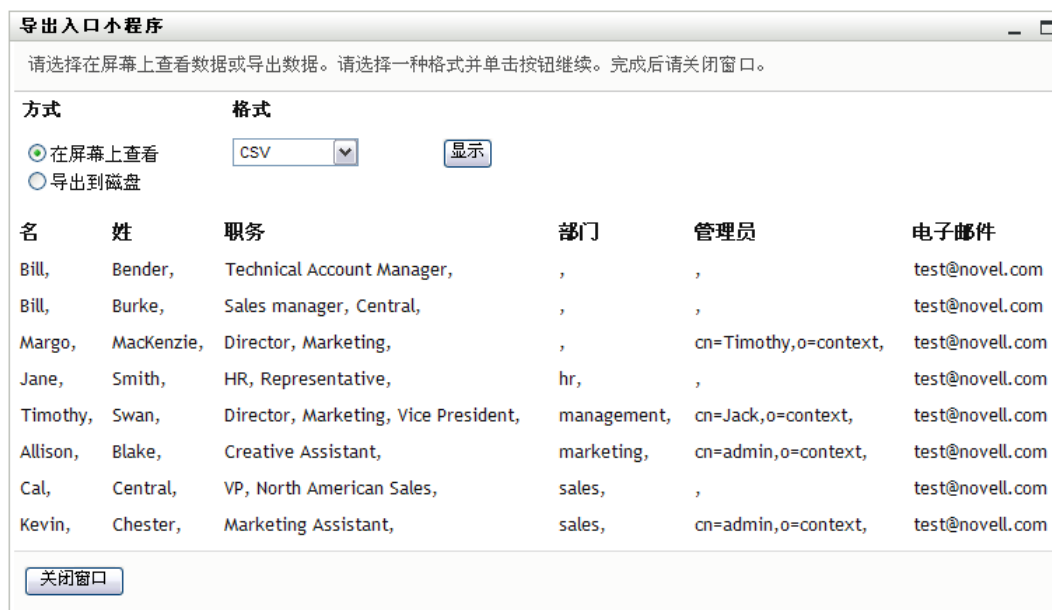 导出入口小程序
请选择在屏幕上查看数据或导出数据。请选择一种格式并单击按钮继续。完成后请关闭窗口。
方式 格式
在屏幕上查看 CSV 显示
导出到磁盘
名 姓 职务 部门 管理员 电子邮件
Bill, Bender, Technical Account Manager, , , test@novel.com
Bill, Burke, Sales manager, Central, , , test@novel.com
Margo, MacKenzie, Director, Marketing, , cn=Timothy,o=context, test@novell.com
Jane, Smith, HR, Representative, hr, , test@novell.com
Timothy, Swan, Director, Marketing, Vice President, management, cn=Jack,o=context, test@novell.com
Allison, Blake, Creative Assistant, marketing, cn=admin,o=context, test@novell.com
Cal, Central, VP, North American Sales, sales, , test@novell.com
Kevin, Chester, Marketing Assistant, sales, cn=admin,o=context, test@novell.com
关闭窗口